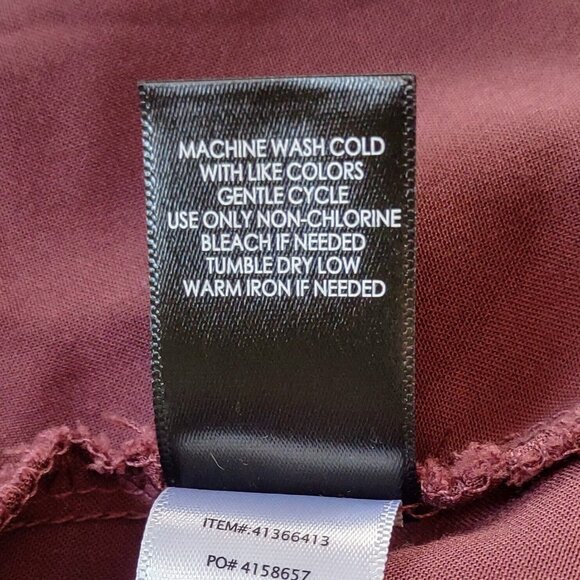 MACHINE WASH COLD
WITH LIKE COLORS
GENTLE CYCLE
USE ONLY NON-CHLORINE
BLEACH IF NEEDED
TUMBLE DRY LOW
WARM IRON IF NEEDED
ITEM#: 41366413
PO# 4158657